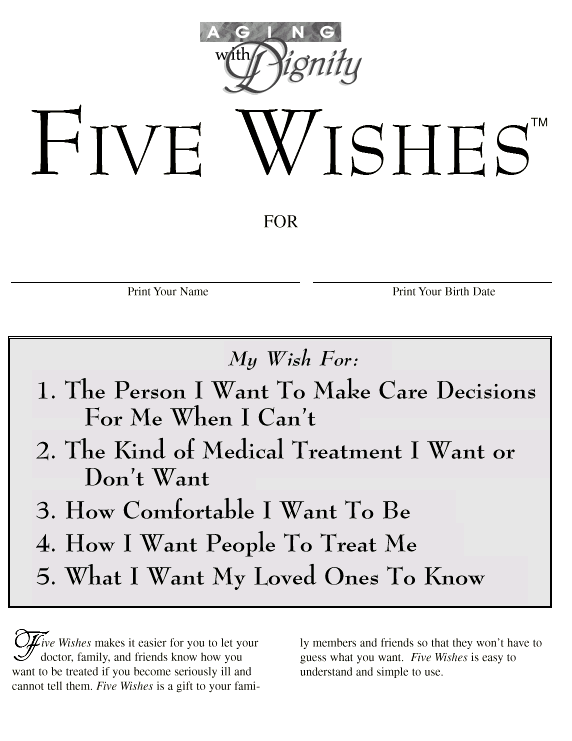 AGING
with Dignity
FIVE WISHES™
FOR
Print Your Name
Print Your Birth Date
My Wish For:
1. The Person I Want To Make Care Decisions
For Me When I Can't
2. The Kind of Medical Treatment I Want or
Don't Want
3. How Comfortable I Want To Be
4. How I Want People To Treat Me
5. What I Want My Loved Ones To Know
Five Wishes makes it easier for you to let your
doctor, family, and friends know how you
want to be treated if you become seriously ill and
cannot tell them. Five Wishes is a gift to your fami-
ly members and friends so that they won't have to
guess what you want.  Five Wishes is easy to
understand and simple to use.